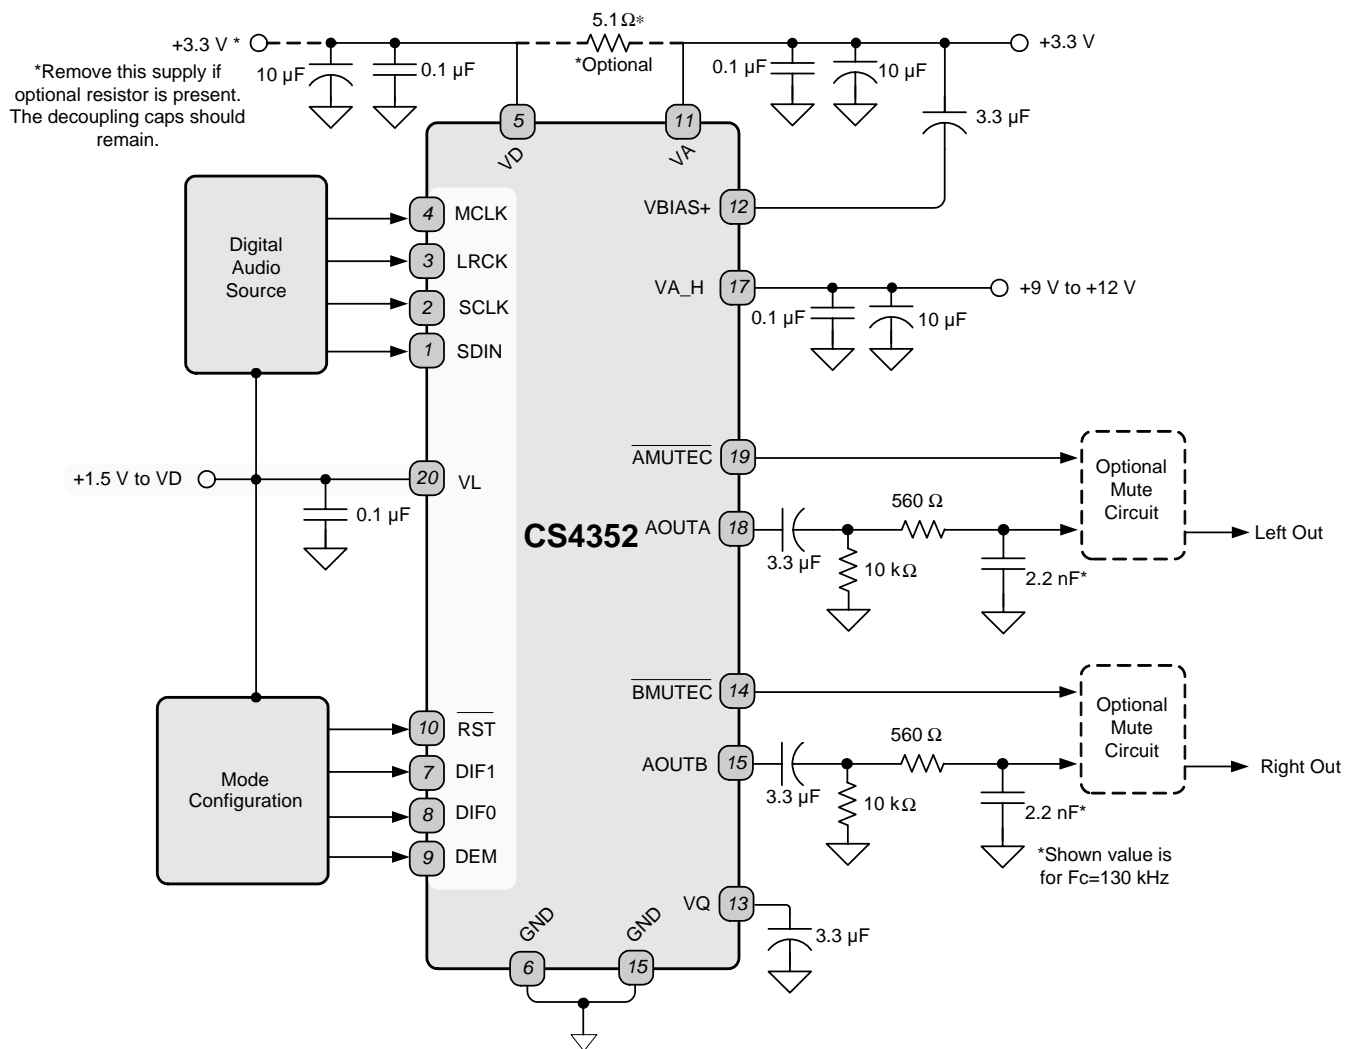 5.1 Ω*
+3.3 V *
*Optional
+3.3 V
*Remove this supply if
optional resistor is present.
The decoupling caps should
remain.
10 µF
0.1 µF
0.1 µF
10 µF
3.3 µF
5
VD
11
VA
Digital
Audio
Source
4 MCLK
3 LRCK
2 SCLK
1 SDIN
VBIAS+ 12
VA_H 17
+9 V to +12 V
0.1 µF
10 µF
+1.5 V to VD
20 VL
0.1 µF
CS4352
AMUTEC 19
AOUTA 18
3.3 µF
10 kΩ
560 Ω
2.2 nF*
Optional
Mute
Circuit
Left Out
BMUTEC 14
AOUTB 15
3.3 µF
10 kΩ
560 Ω
2.2 nF*
Optional
Mute
Circuit
Right Out
*Shown value is
for Fc=130 kHz
Mode
Configuration
10 RST
7 DIF1
8 DIF0
9 DEM
VQ 13
3.3 µF
GND
6
GND
15